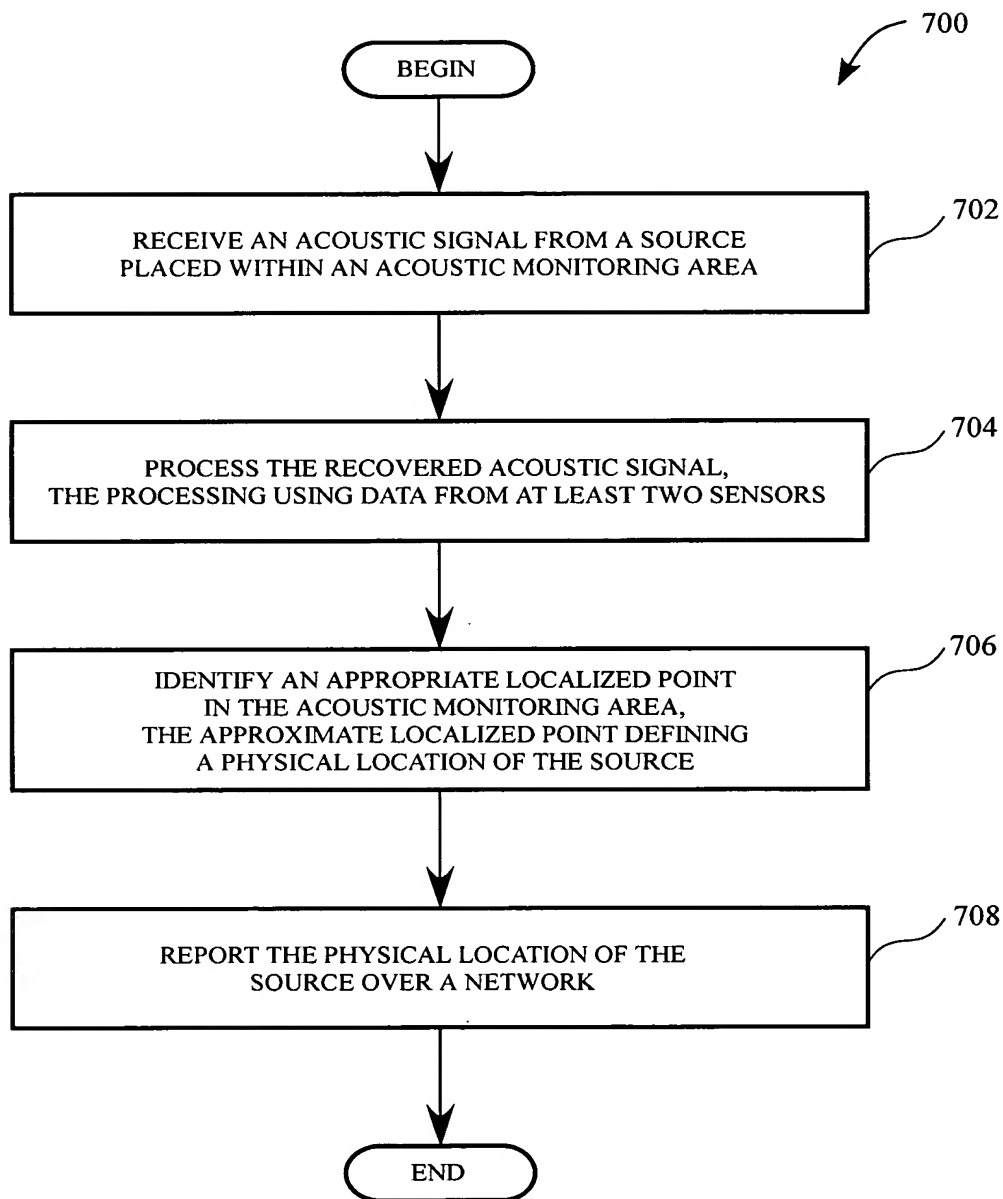 700
BEGIN
702
RECEIVE AN ACOUSTIC SIGNAL FROM A SOURCE
PLACED WITHIN AN ACOUSTIC MONITORING AREA
704
PROCESS THE RECOVERED ACOUSTIC SIGNAL,
THE PROCESSING USING DATA FROM AT LEAST TWO SENSORS
706
IDENTIFY AN APPROPRIATE LOCALIZED POINT
IN THE ACOUSTIC MONITORING AREA,
THE APPROXIMATE LOCALIZED POINT DEFINING
A PHYSICAL LOCATION OF THE SOURCE
708
REPORT THE PHYSICAL LOCATION OF THE
SOURCE OVER A NETWORK
END